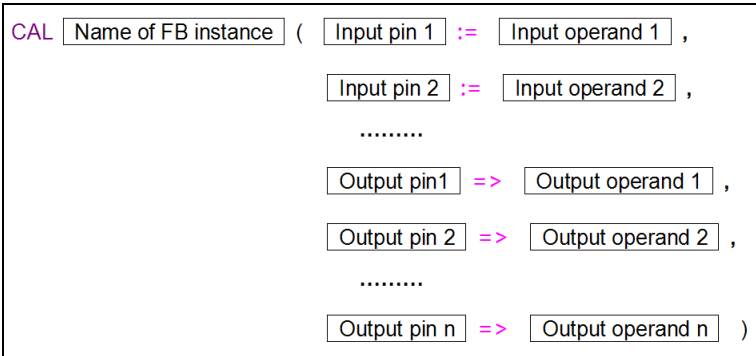 CAL Name of FB instance ( Input pin 1 := Input operand 1 ,
Input pin 2 := Input operand 2 ,
.........
Output pin1 => Output operand 1 ,
Output pin 2 => Output operand 2 ,
.........
Output pin n => Output operand n )